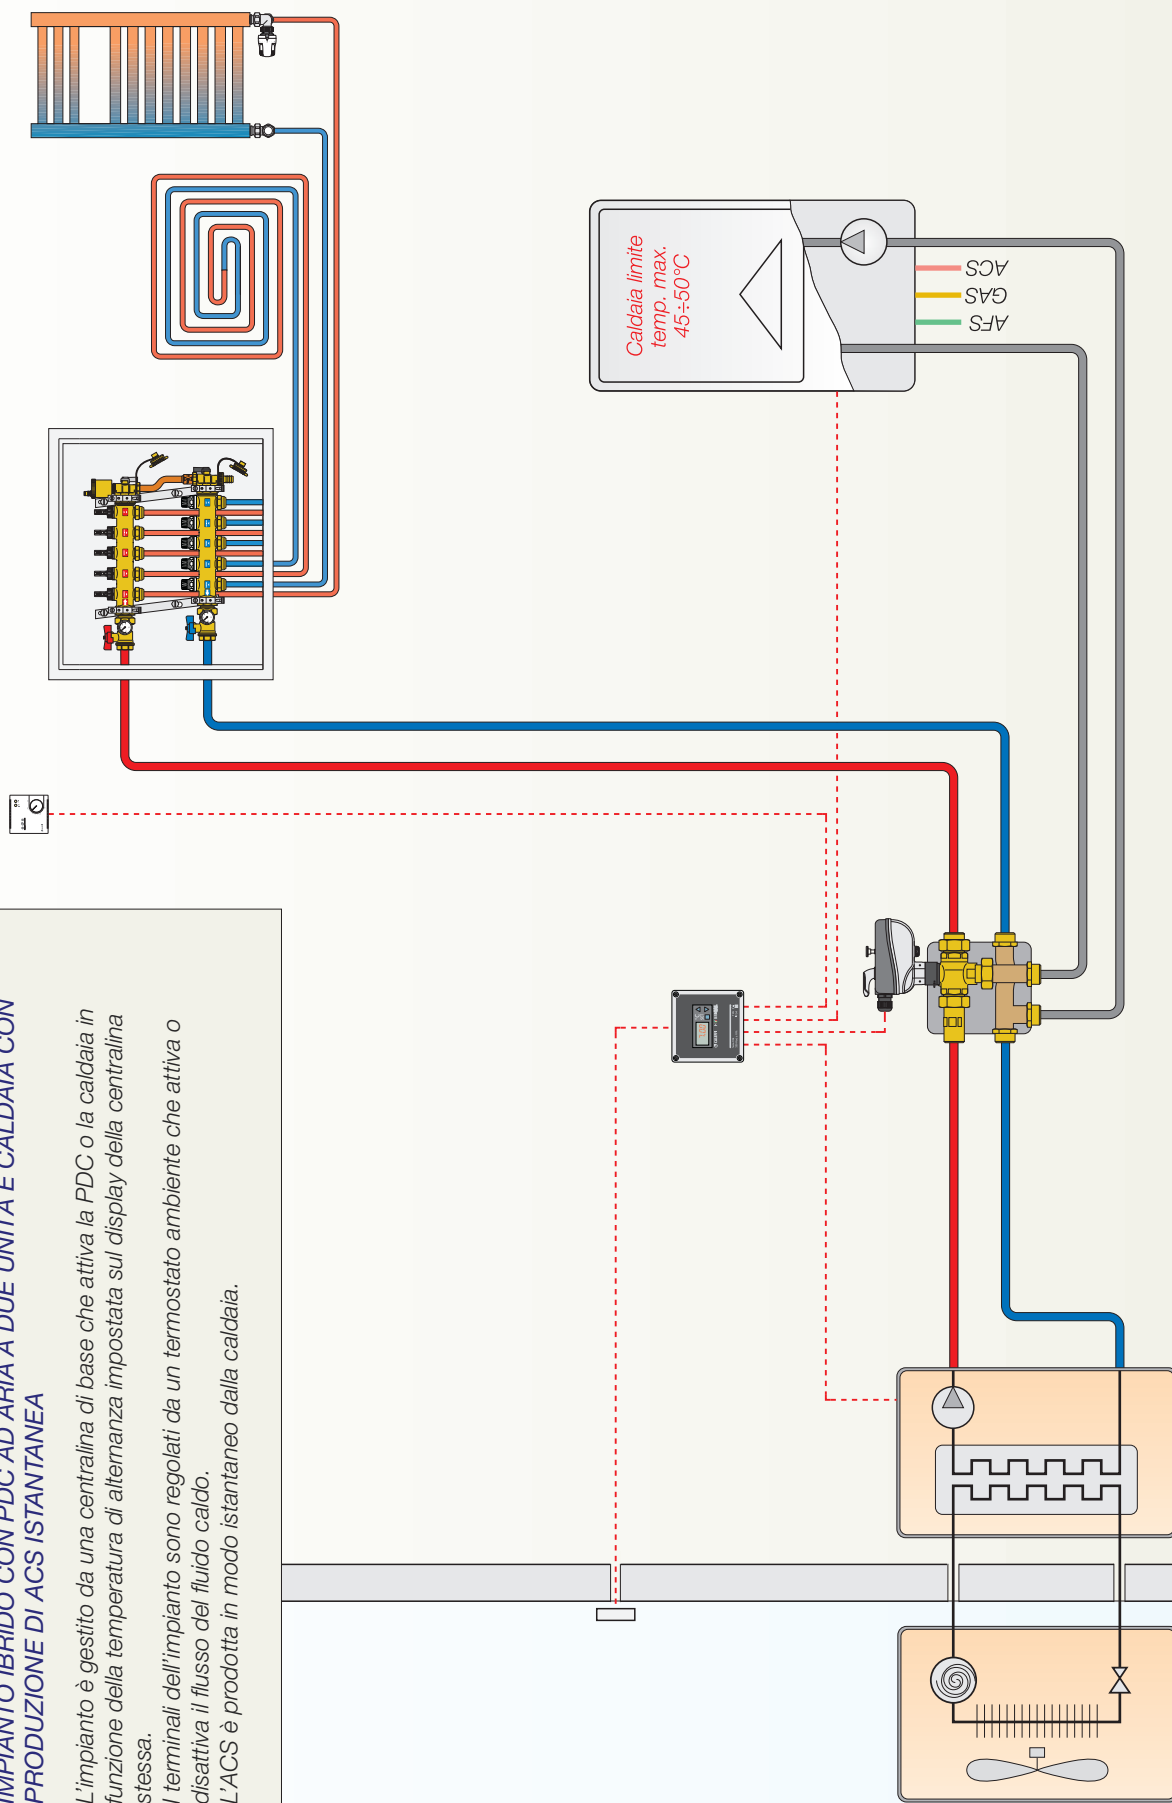 IMPIANTO IBRIDO CON PDC AD ARIA A DUE UNITÀ E CALDAIA CON
PRODUZIONE DI ACS ISTANTANEA
L'impianto è gestito da una centralina di base che attiva la PDC o la caldaia in
funzione della temperatura di alternanza impostata sul display della centralina
stessa.
I terminali dell'impianto sono regolati da un termostato ambiente che attiva o
disattiva il flusso del fluido caldo.
L'ACS è prodotta in modo istantaneo dalla caldaia.
Caldaia limite
temp. max.
45÷50°C
ACS
GAS
AFS